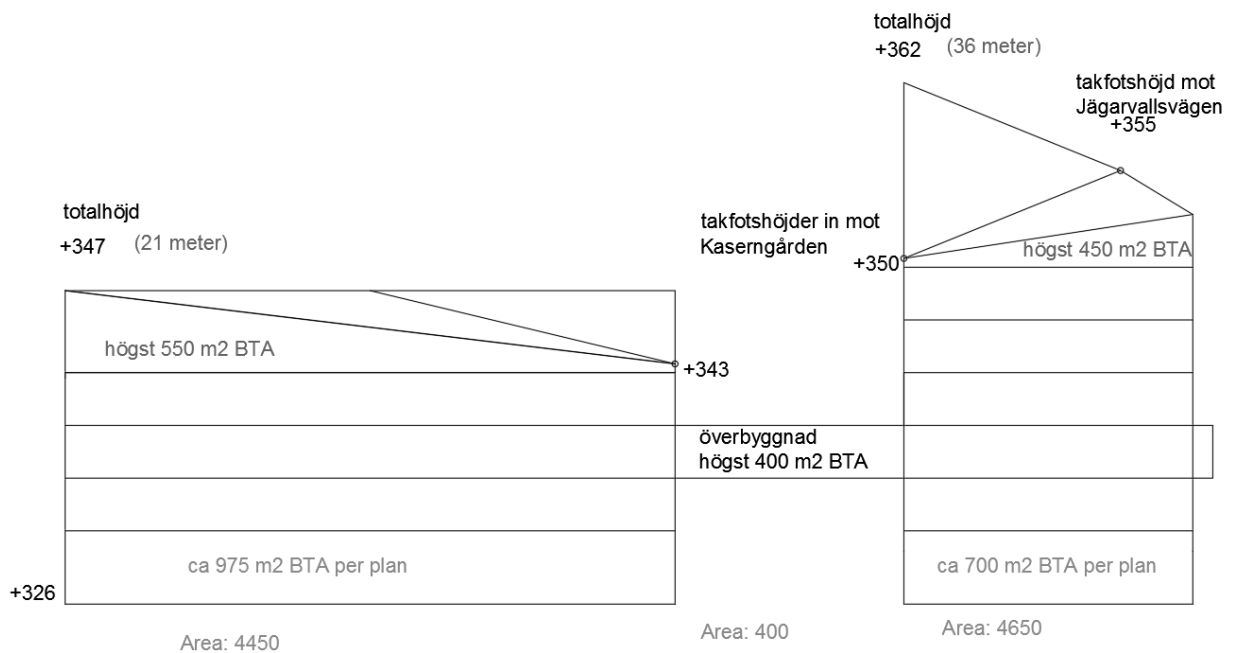 totalhöjd
+362 (36 meter)
takfotshöjd mot
Jägarvallsvägen
+355
totalhöjd
+347 (21 meter)
takfotshöjder in mot
Kaserngården
+350
högst 450 m2 BTA
högst 550 m2 BTA
+343
överbyggnad
högst 400 m2 BTA
ca 975 m2 BTA per plan
ca 700 m2 BTA per plan
+326
Area: 4450
Area: 400
Area: 4650